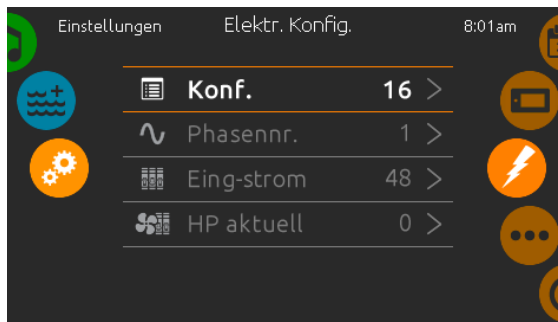 Einstellungen Elektr. Konfig. 8:01am
Konf. 16
Phasennr. 1
Eing-strom 48
HP aktuell 0